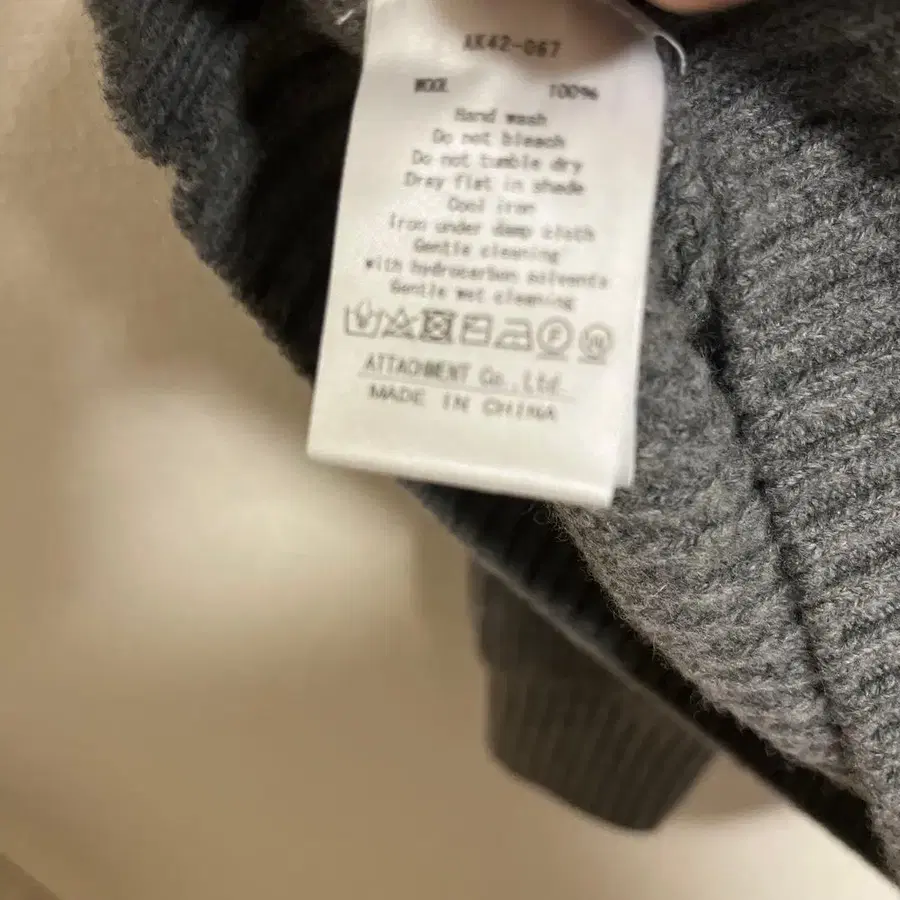 AK42-067
WOOL 100%
Hand wash
Do not bleach
Do not tumble dry
Dray flat in shade
Cool iron
Iron under damp cloth
Gentle cleaning
with hydrocarbon solvents
Gentle wet cleaning
P W
ATTACHMENT Co.,Ltd.
MADE IN CHINA